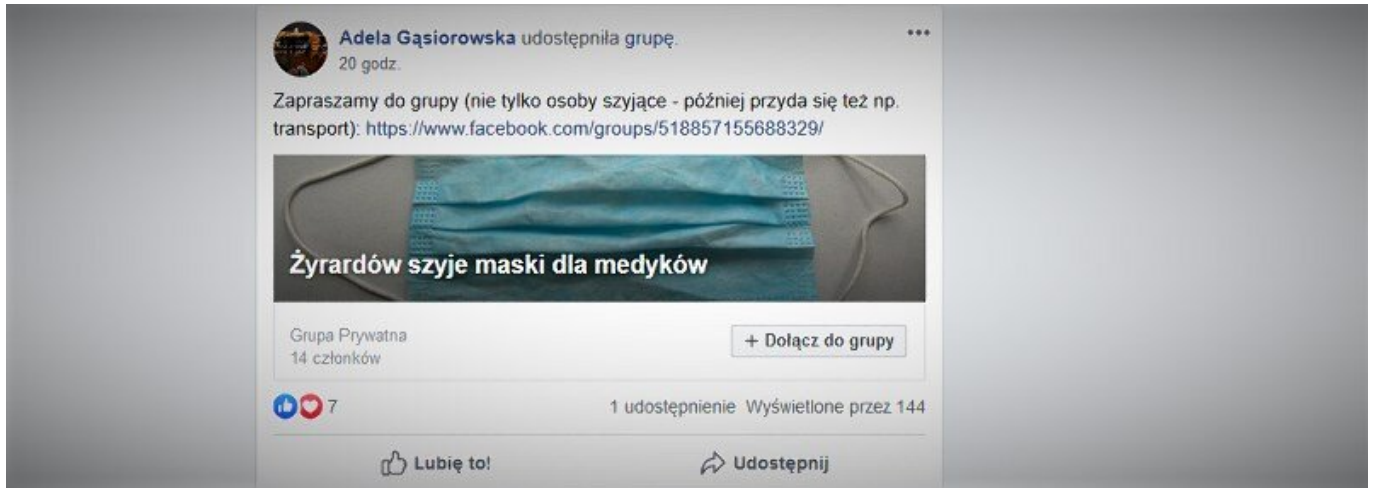 Adela Gąsiorowska udostępniła grupę.
20 godz.
Zapraszamy do grupy (nie tylko osoby szyjące - później przyda się też np.
transport): https://www.facebook.com/groups/518857155688329/
Żyrardów szyje maski dla medyków
Grupa Prywatna
14 członków
+ Dołącz do grupy
7
1 udostępnienie Wyświetlone przez 144
Lubię to!
Udostępnij